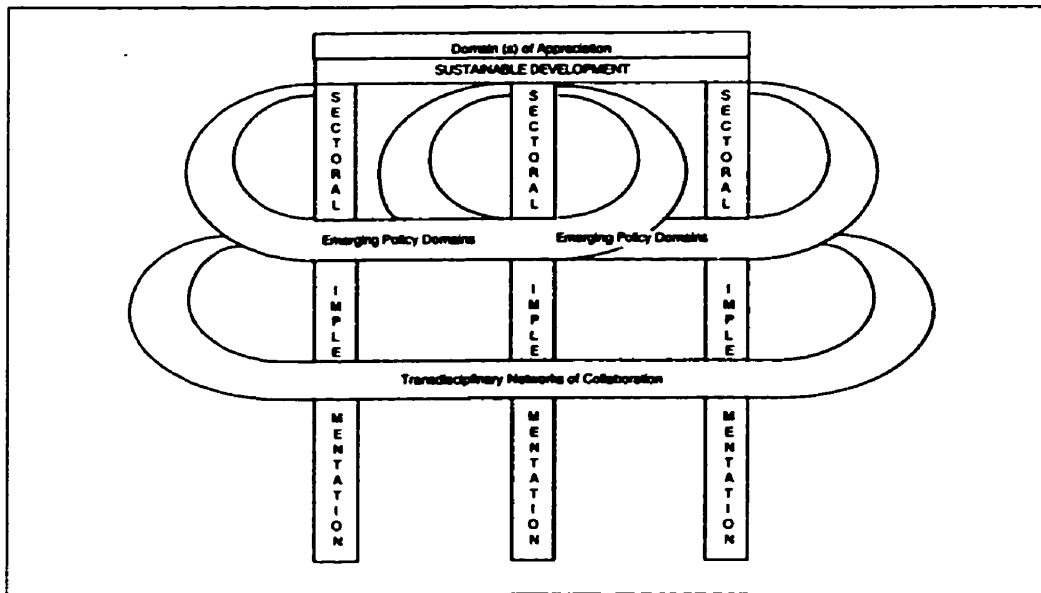 Domain (s) of Appreciation
SUSTAINABLE DEVELOPMENT
SECTORAL
SECTORAL
SECTORAL
Emerging Policy Domains
Emerging Policy Domains
IMPLE
IMPLE
IMPLE
Transdisciplinary Networks of Collaboration
MENTATION
MENTATION
MENTATION